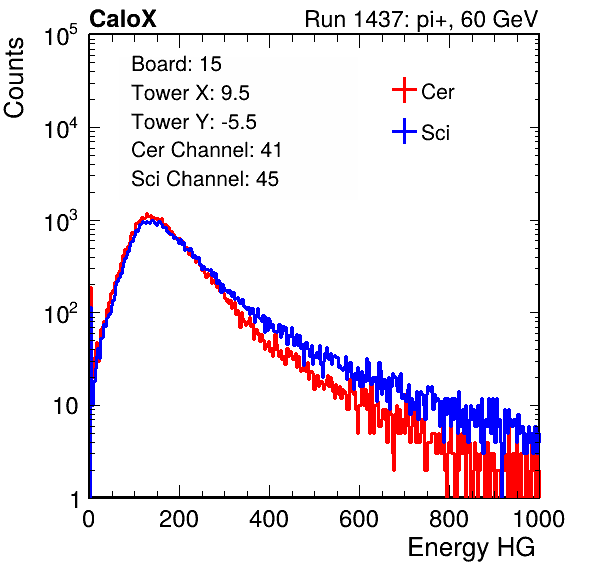 CaloX Run 1437: pi+, 60 GeV
Counts
Board: 15
Tower X: 9.5
Tower Y: -5.5
Cer Channel: 41
Sci Channel: 45
Cer
Sci
10^5
10^4
10^3
10^2
10
1
0 200 400 600 800 1000
Energy HG